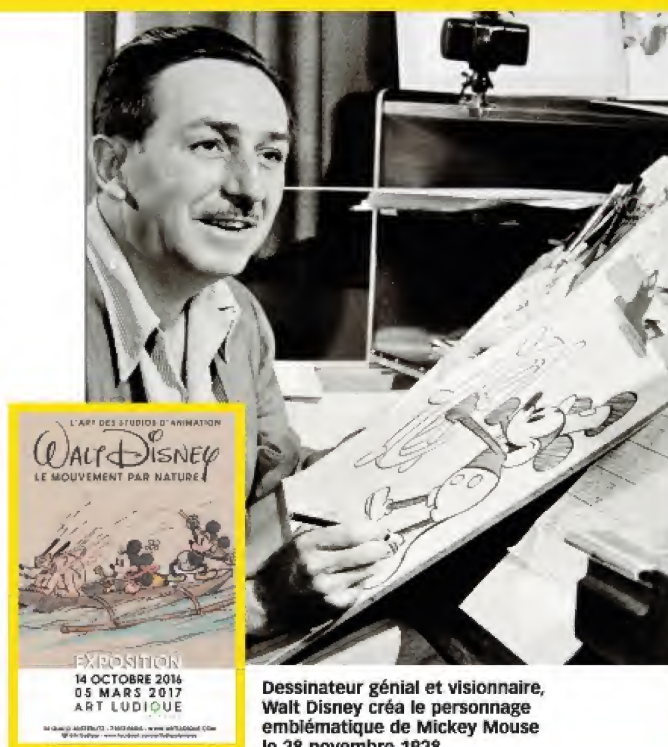 L'ART DES STUDIOS D'ANIMATION
WALT DISNEY
LE MOUVEMENT PAR NATURE
EXPOSITION
14 OCTOBRE 2016
05 MARS 2017
ART LUDIQUE
Dessinateur génial et visionnaire,
Walt Disney créa le personnage
emblématique de Mickey Mouse